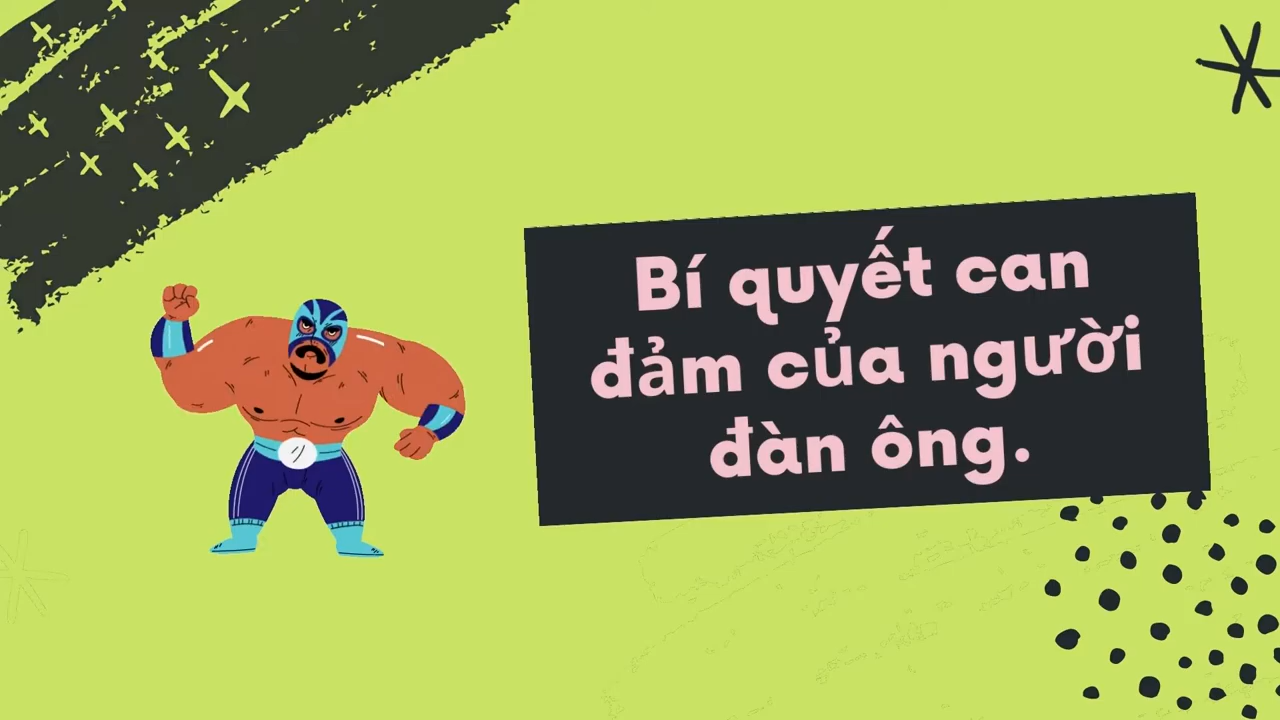 Bí quyết can
đảm của người
đàn ông.